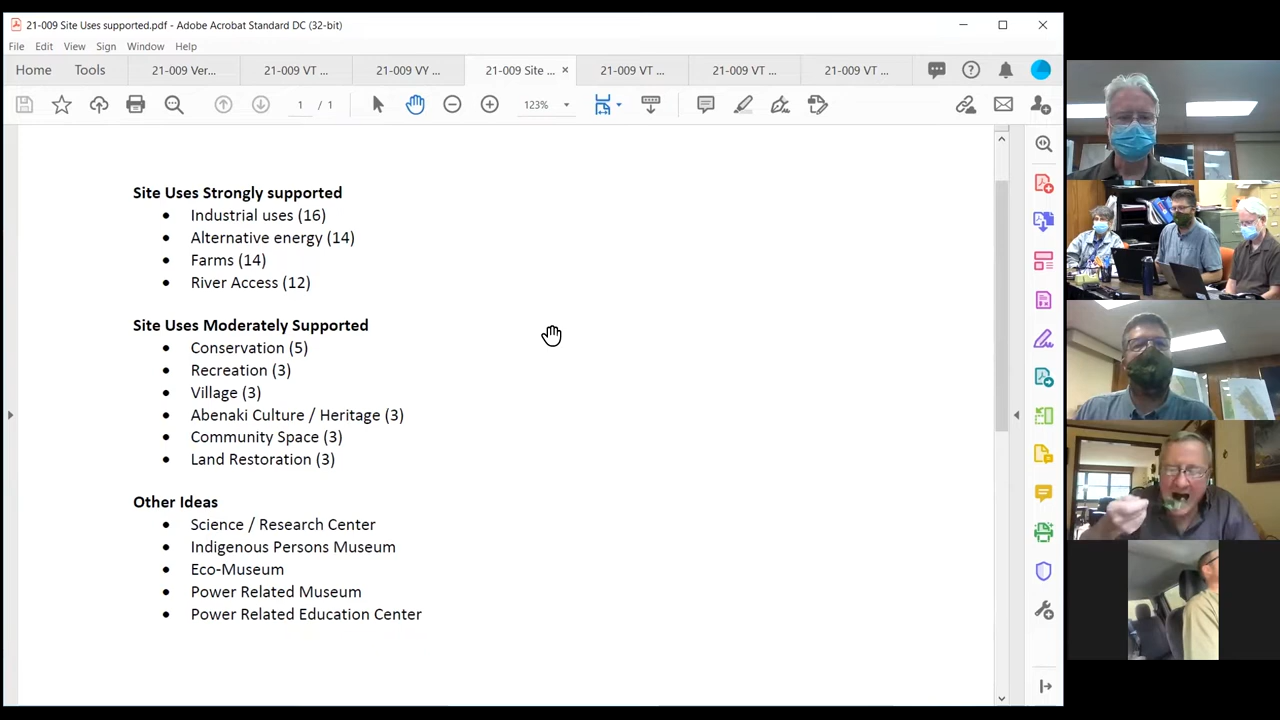 21-009 Site Uses supported.pdf - Adobe Acrobat Standard DC (32-bit)
File Edit View Sign Window Help
Home Tools 21-009 Ver... 21-009 VT ... 21-009 VY ... 21-009 Site ... 21-009 VT ... 21-009 VT ... 21-009 VT ...
1 / 1 123%
Site Uses Strongly supported
• Industrial uses (16)
• Alternative energy (14)
• Farms (14)
• River Access (12)
Site Uses Moderately Supported
• Conservation (5)
• Recreation (3)
• Village (3)
• Abenaki Culture / Heritage (3)
• Community Space (3)
• Land Restoration (3)
Other Ideas
• Science / Research Center
• Indigenous Persons Museum
• Eco-Museum
• Power Related Museum
• Power Related Education Center